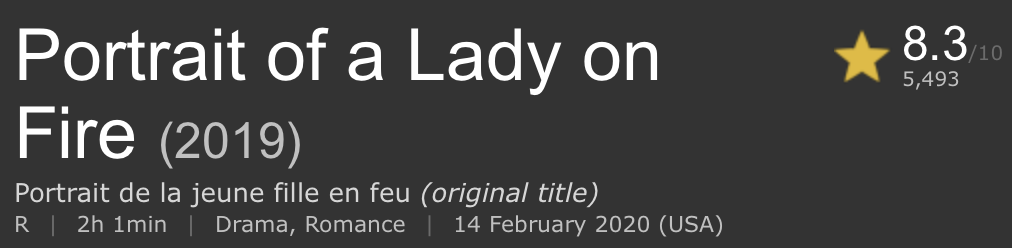 Portrait of a Lady on
Fire (2019)
8.3/10
5,493
Portrait de la jeune fille en feu (original title)
R | 2h 1min | Drama, Romance | 14 February 2020 (USA)